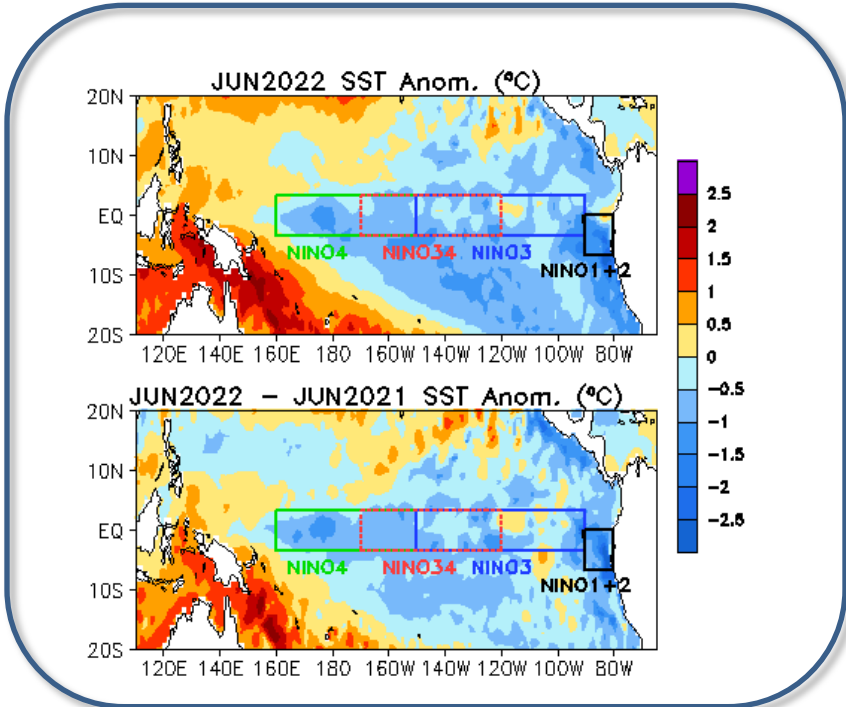 JUN2022 SST Anom. (ºC)
20N
10N
EQ
10S
20S
NINO4 NINO34 NINO3
NINO1+2
120E 140E 160E 180 160W 140W 120W 100W 80W
JUN2022 - JUN2021 SST Anom. (ºC)
20N
10N
EQ
10S
20S
NINO4 NINO34 NINO3
NINO1+2
120E 140E 160E 180 160W 140W 120W 100W 80W
2.5
2
1.5
1
0.5
0
-0.5
-1
-1.5
-2
-2.5